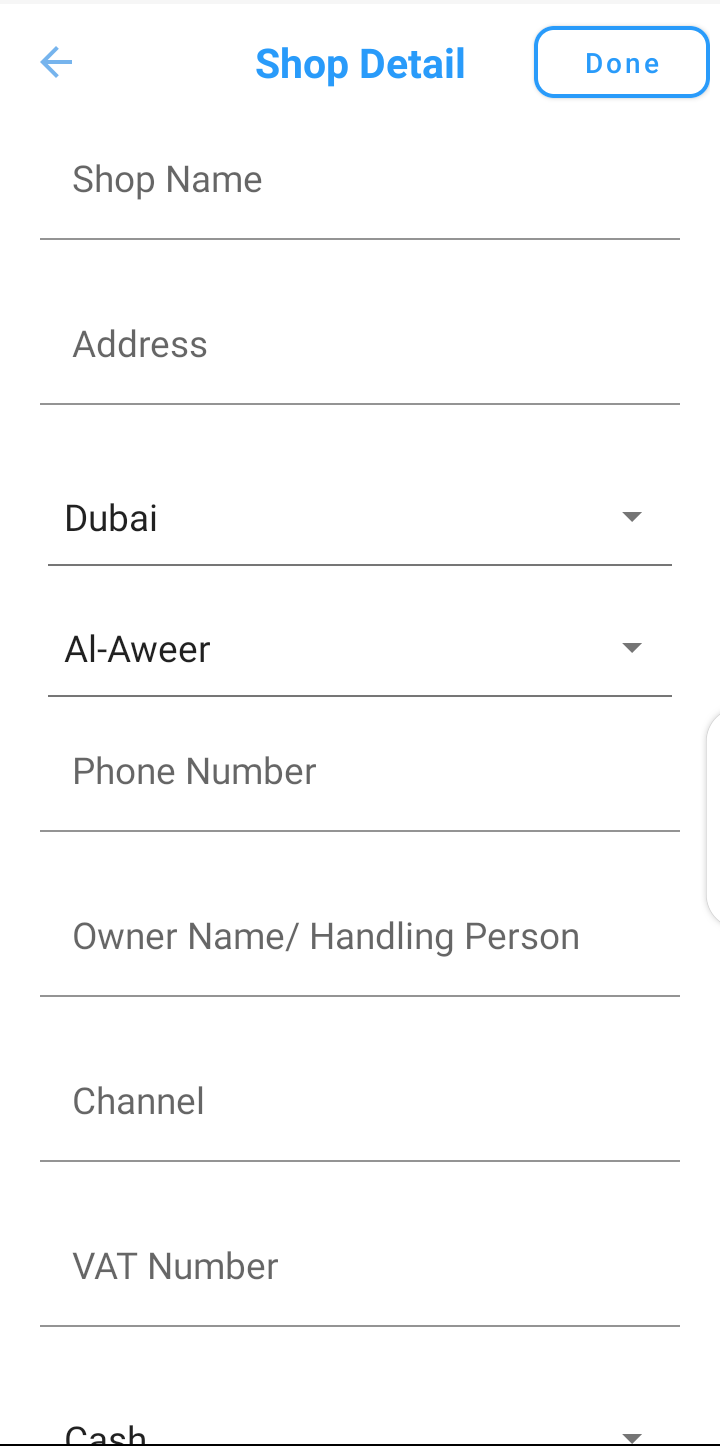 Shop Detail
Done
Shop Name
Address
Dubai
Al-Aweer
Phone Number
Owner Name/ Handling Person
Channel
VAT Number
Cash